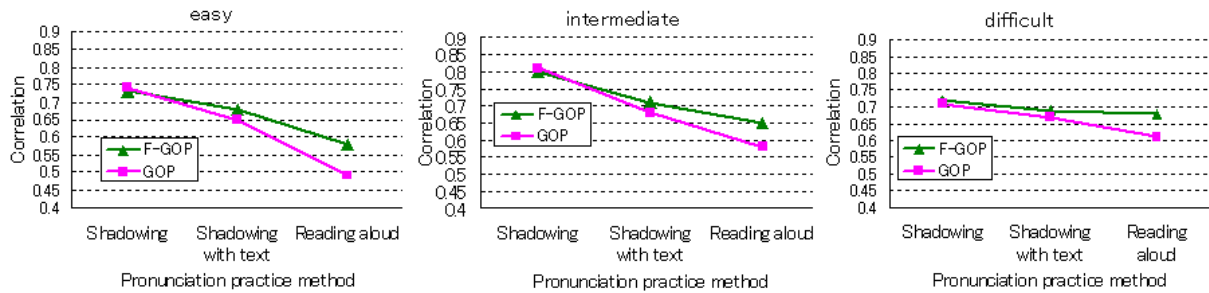 easy
0.9
0.85
0.8
0.75
0.7
0.65
0.6
0.55
0.5
0.45
0.4
Correlation
F-GOP
GOP
Shadowing
Shadowing with text
Reading aloud
Pronunciation practice method
intermediate
0.9
0.85
0.8
0.75
0.7
0.65
0.6
0.55
0.5
0.45
0.4
Correlation
F-GOP
GOP
Shadowing
Shadowing with text
Reading aloud
Pronunciation practice method
difficult
0.9
0.85
0.8
0.75
0.7
0.65
0.6
0.55
0.5
0.45
0.4
Correlation
F-GOP
GOP
Shadowing
Shadowing with text
Reading aloud
Pronunciation practice method